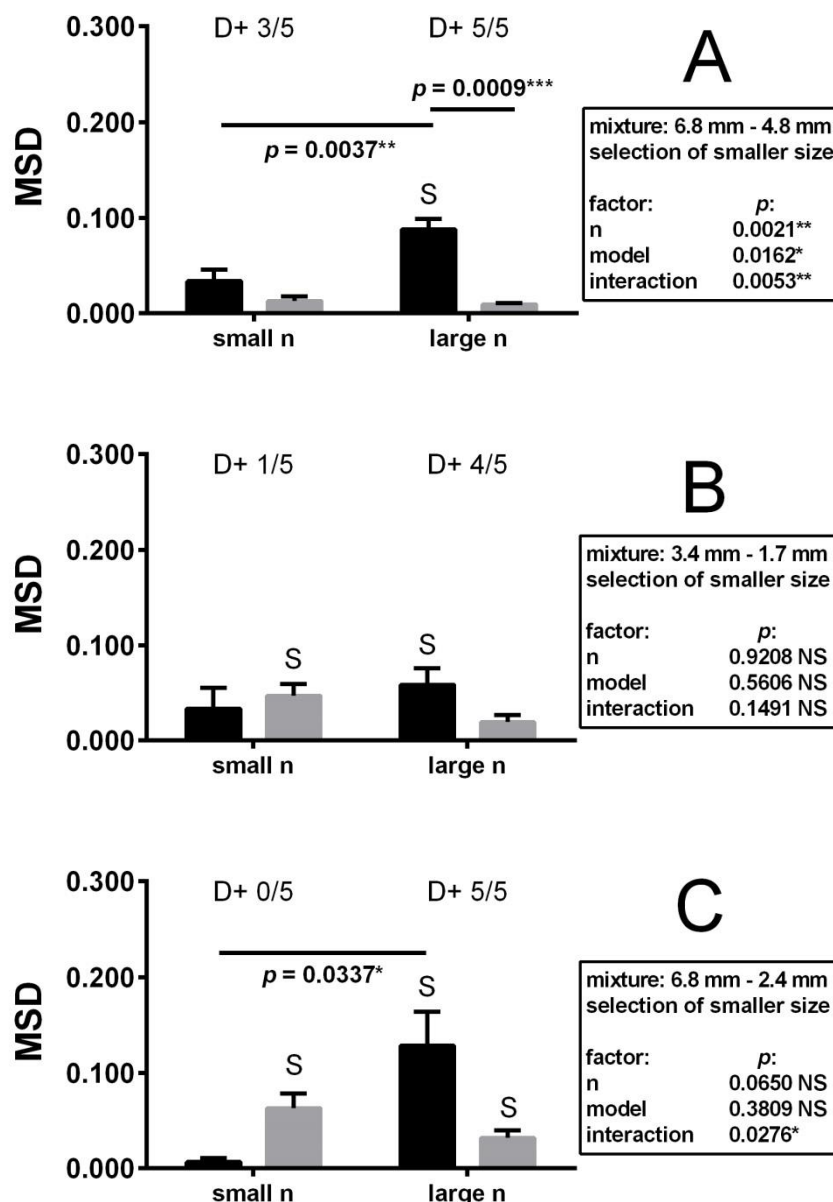 0.300
0.200
0.100
0.000
MSD
D+ 3/5
D+ 5/5
p = 0.0009***
p = 0.0037**
S
small n
large n
A
mixture: 6.8 mm - 4.8 mm
selection of smaller size
factor: p:
n 0.0021**
model 0.0162*
interaction 0.0053**
0.300
0.200
0.100
0.000
MSD
D+ 1/5
D+ 4/5
S
S
small n
large n
B
mixture: 3.4 mm - 1.7 mm
selection of smaller size
factor: p:
n 0.9208 NS
model 0.5606 NS
interaction 0.1491 NS
0.300
0.200
0.100
0.000
MSD
D+ 0/5
D+ 5/5
p = 0.0337*
S
S
S
small n
large n
C
mixture: 6.8 mm - 2.4 mm
selection of smaller size
factor: p:
n 0.0650 NS
model 0.3809 NS
interaction 0.0276*